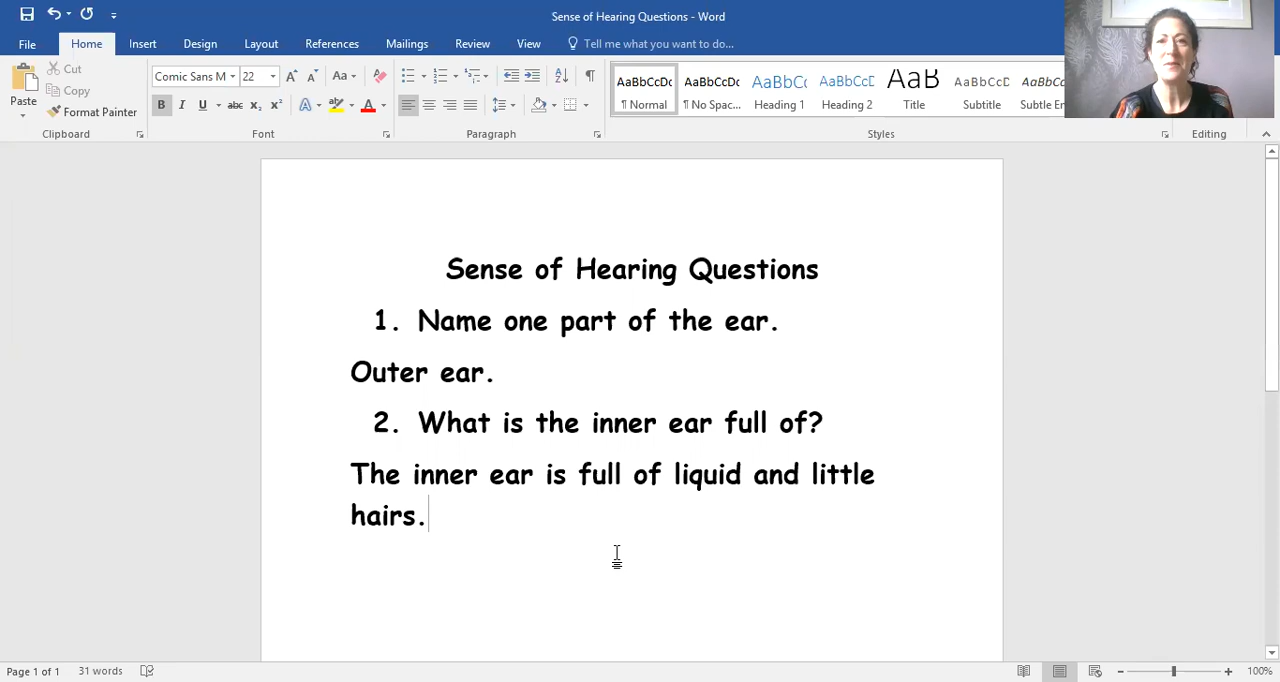 Sense of Hearing Questions - Word
File Home Insert Design Layout References Mailings Review View Tell me what you want to do...
Paste
Cut
Copy
Format Painter
Clipboard
Comic Sans M 22
Font
Paragraph
AaBbCcDc AaBbCcDc AaBbCc AaBbCcD AaB AaBbCcD AaBbCc
¶ Normal ¶ No Spac... Heading 1 Heading 2 Title Subtitle Subtle Em
Styles
Editing
Sense of Hearing Questions
1. Name one part of the ear.
Outer ear.
2. What is the inner ear full of?
The inner ear is full of liquid and little
hairs.
Page 1 of 1 31 words 100%